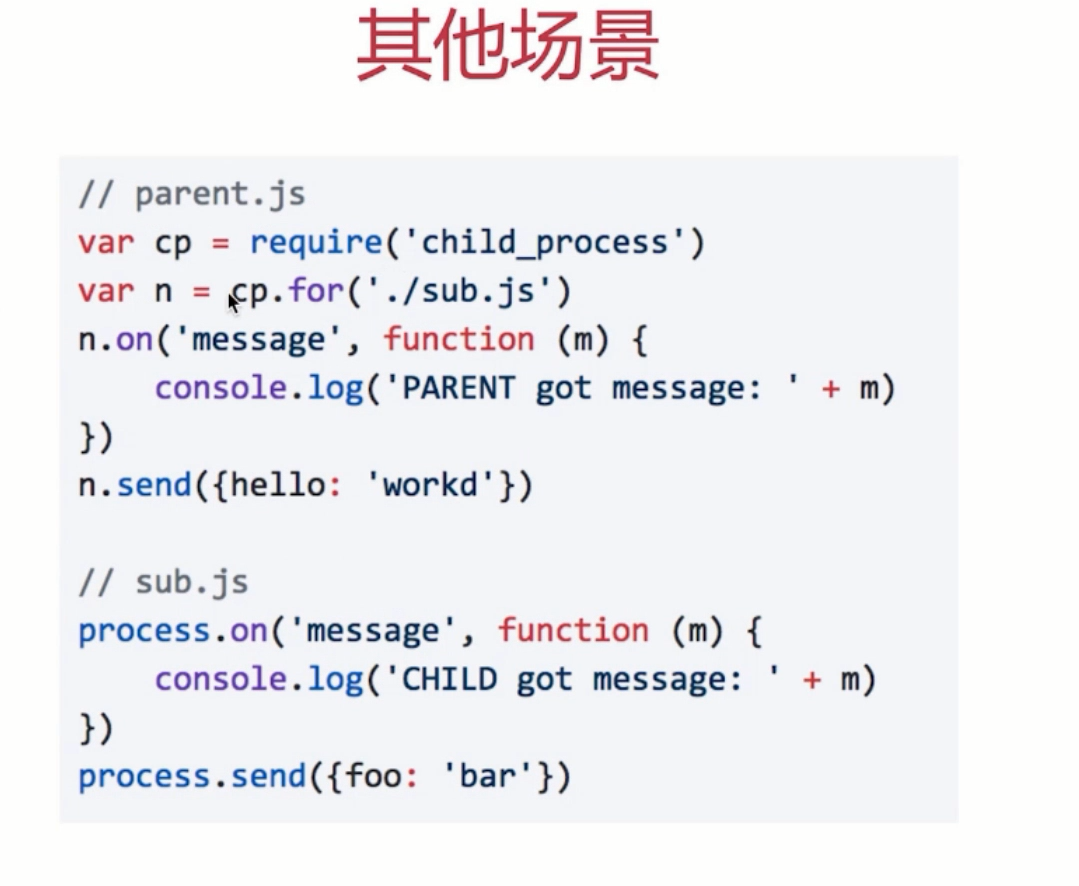 其他场景
// parent.js
var cp = require('child_process')
var n = cp.for('./sub.js')
n.on('message', function (m) {
    console.log('PARENT got message: ' + m)
})
n.send({hello: 'workd'})

// sub.js
process.on('message', function (m) {
    console.log('CHILD got message: ' + m)
})
process.send({foo: 'bar'})